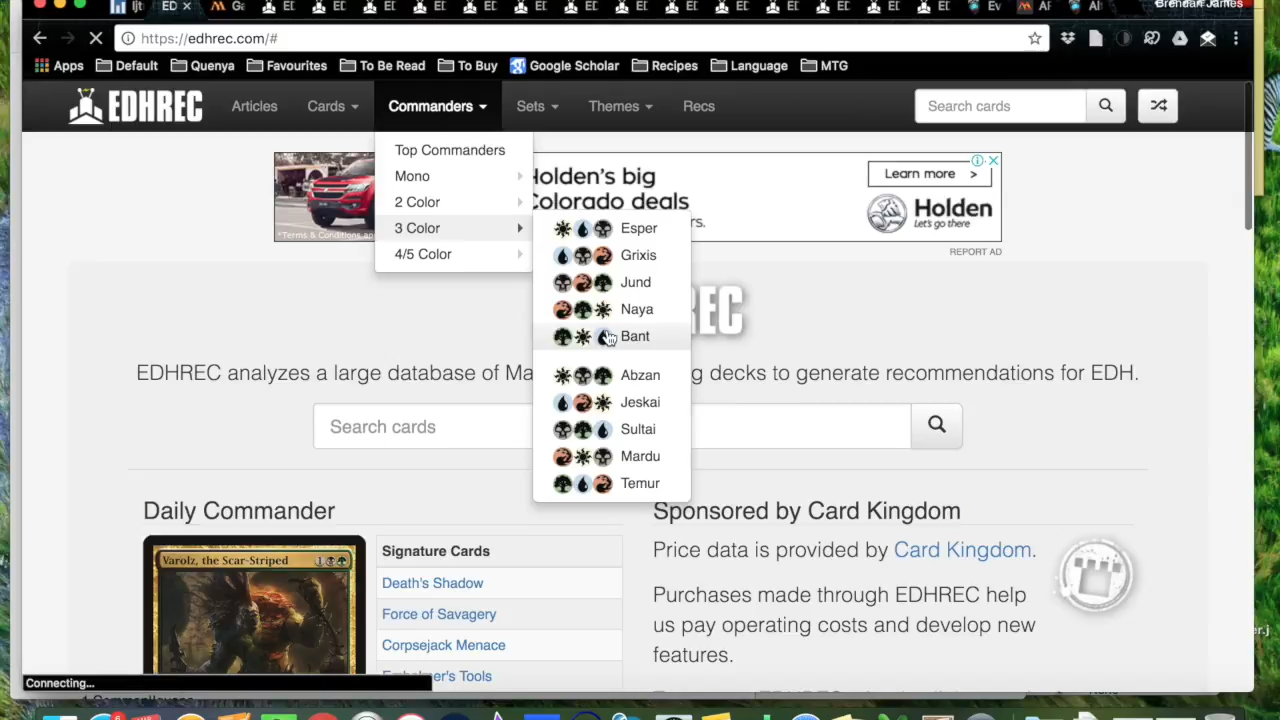 Brendan James
https://edhrec.com/#
Apps Default Quenya Favourites To Be Read To Buy Google Scholar Recipes Language MTG
EDHREC Articles Cards Commanders Sets Themes Recs Search cards
Top Commanders
Mono
2 Color
3 Color
4/5 Color
Esper
Grixis
Jund
Naya
Bant
Abzan
Jeskai
Sultai
Mardu
Temur
Holden's big
Colorado deals
Learn more >
Holden
Let's go there
REPORT AD
EDHREC analyzes a large database of
decks to generate recommendations for EDH.
Search cards
Daily Commander
Varolz, the Scar-Striped 1
Signature Cards
Death's Shadow
Force of Savagery
Corpsejack Menace
Sponsored by Card Kingdom
Price data is provided by Card Kingdom.
Purchases made through EDHREC help
us pay operating costs and develop new
features.
Connecting...